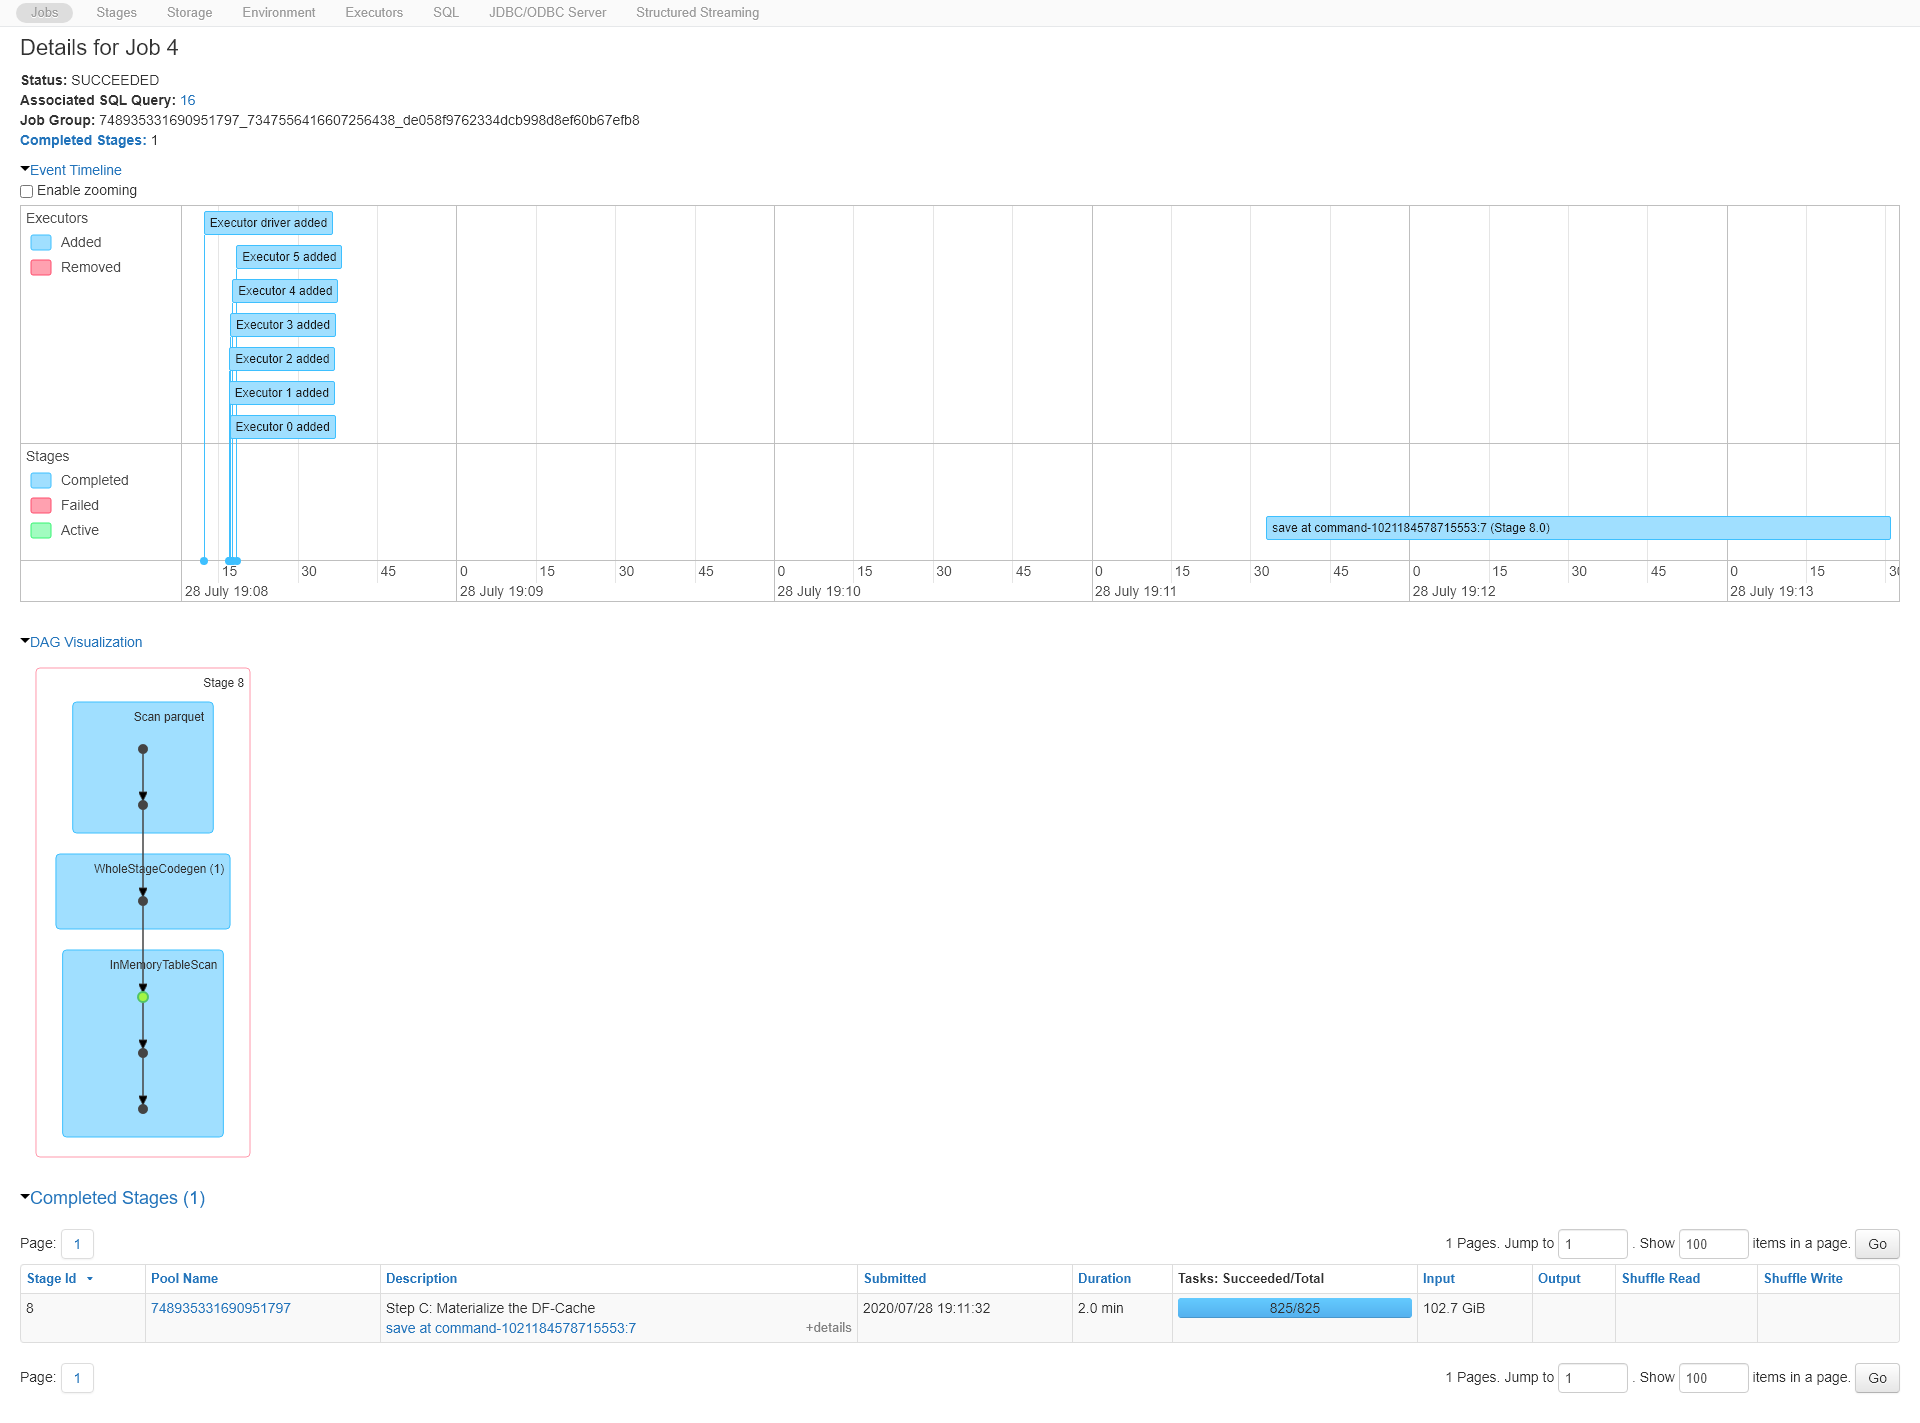 Jobs Stages Storage Environment Executors SQL JDBC/ODBC Server Structured Streaming
Details for Job 4
Status: SUCCEEDED
Associated SQL Query: 16
Job Group: 748935331690951797_7347556416607256438_de058f9762334dcb998d8ef60b67efb8
Completed Stages: 1
Event Timeline
Enable zooming
Executors
Added
Removed
Executor driver added
Executor 5 added
Executor 4 added
Executor 3 added
Executor 2 added
Executor 1 added
Executor 0 added
Stages
Completed
Failed
Active
save at command-1021184578715553:7 (Stage 8.0)
15 30 45 0 15 30 45 0 15 30 45 0 15 30 45 0 15 30 45 0 15 30
28 July 19:08 28 July 19:09 28 July 19:10 28 July 19:11 28 July 19:12 28 July 19:13
DAG Visualization
Stage 8
Scan parquet
WholeStageCodegen (1)
InMemoryTableScan
Completed Stages (1)
Page: 1 1 Pages. Jump to 1 . Show 100 items in a page. Go
Stage Id Pool Name Description Submitted Duration Tasks: Succeeded/Total Input Output Shuffle Read Shuffle Write
8 748935331690951797 Step C: Materialize the DF-Cache 2020/07/28 19:11:32 2.0 min 825/825 102.7 GiB
save at command-1021184578715553:7 +details
Page: 1 1 Pages. Jump to 1 . Show 100 items in a page. Go